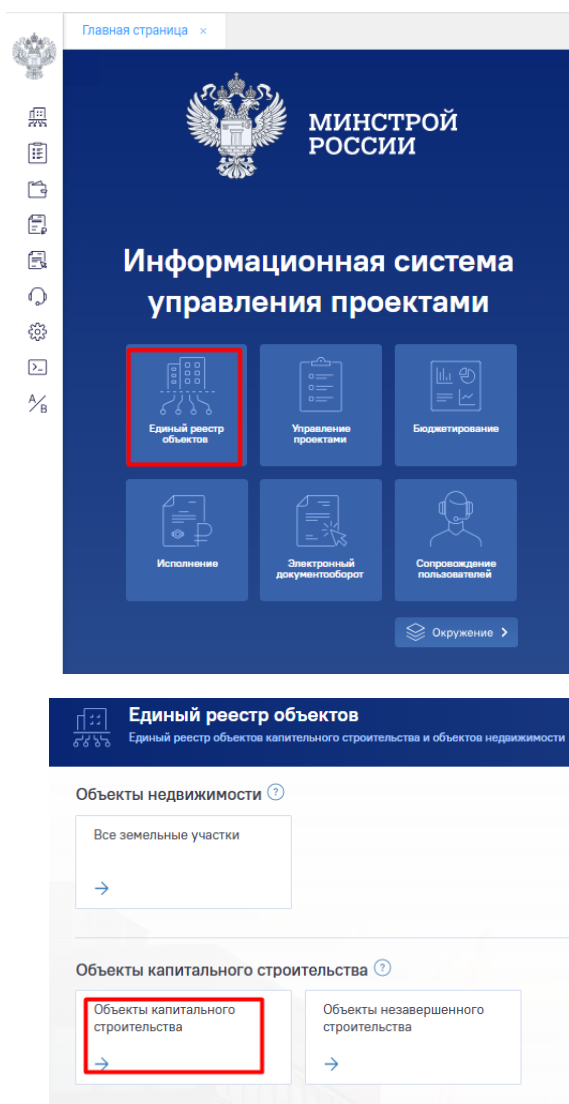 Главная страница ×
МИНСТРОЙ
РОССИИ
Информационная система
управления проектами
Единый реестр
объектов
Управление
проектами
Бюджетирование
Исполнение
Электронный
документооборот
Сопровождение
пользователей
Окружение >
A/B
Единый реестр объектов
Единый реестр объектов капительного строительства и объектов недвижимости
Объекты недвижимости ?
Все земельные участки
Объекты капитального строительства ?
Объекты капитального
строительства
Объекты незавершенного
строительства